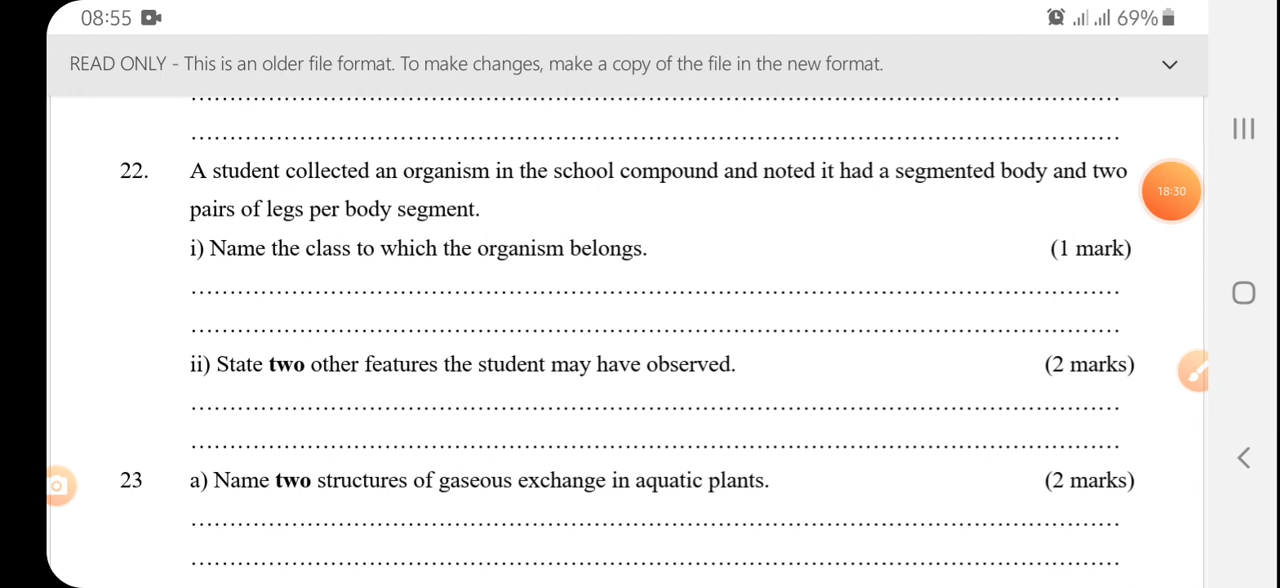 08:55 69%
READ ONLY - This is an older file format. To make changes, make a copy of the file in the new format.
22. A student collected an organism in the school compound and noted it had a segmented body and two
18:30
pairs of legs per body segment.
i) Name the class to which the organism belongs. (1 mark)
ii) State two other features the student may have observed. (2 marks)
23 a) Name two structures of gaseous exchange in aquatic plants. (2 marks)